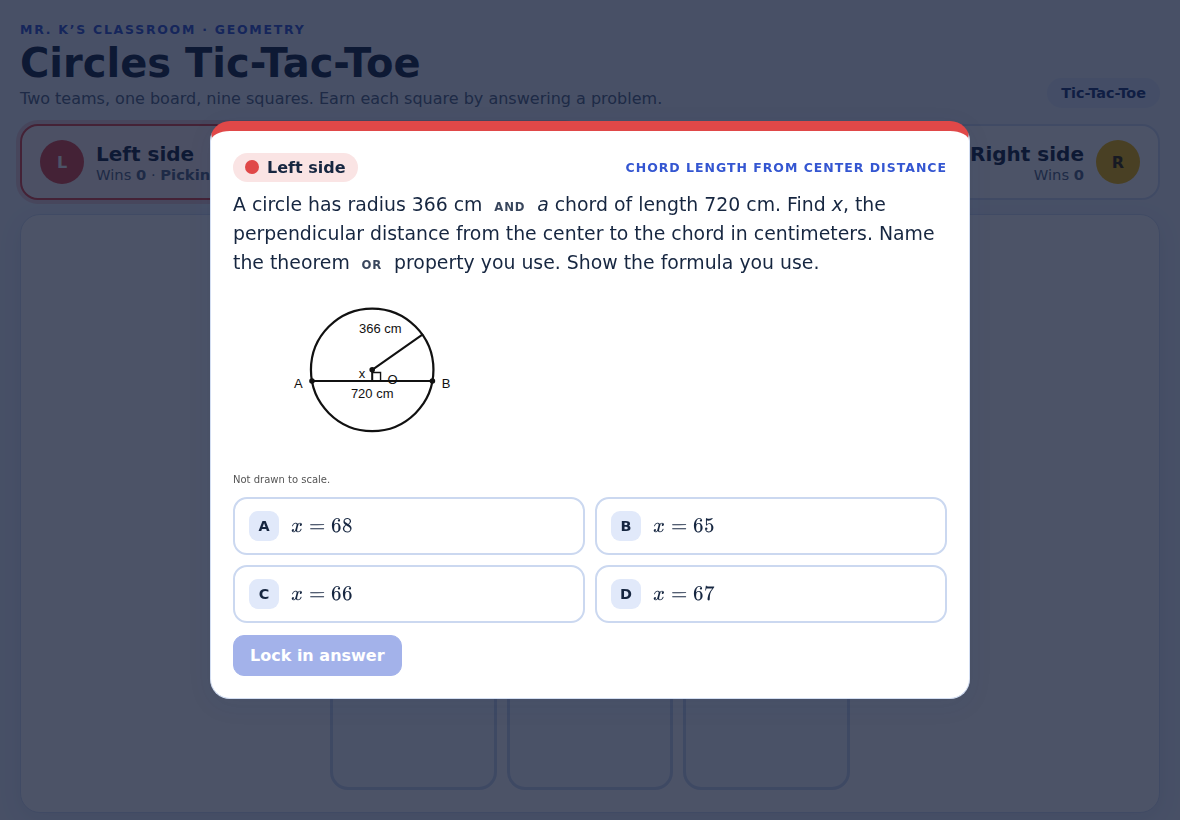 MR. K’S CLASSROOM · GEOMETRY
Circles Tic-Tac-Toe
Two teams, one board, nine squares. Earn each square by answering a problem.
Tic-Tac-Toe
L
Left side
Wins 0 · Pickin
Right side
Wins 0
R
Left side
CHORD LENGTH FROM CENTER DISTANCE
A circle has radius 366 cm AND a chord of length 720 cm. Find x, the
perpendicular distance from the center to the chord in centimeters. Name
the theorem OR property you use. Show the formula you use.
366 cm
x
O
A
B
720 cm
Not drawn to scale.
A x = 68
B x = 65
C x = 66
D x = 67
Lock in answer